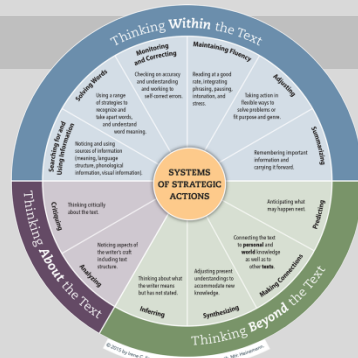 Thinking Within the Text
Searching for and
Using Information
Noticing and using
sources of information
(meaning, language
structure, phonological
information, visual information).
Solving Words
Using a range
of strategies to
recognize and
take apart words,
and understand
word meaning.
Monitoring
and Correcting
Checking on accuracy
and understanding
and working to
self-correct errors.
Maintaining Fluency
Reading at a good
rate, integrating
phrasing, pausing,
intonation, and
stress.
Adjusting
Taking action in
flexible ways to
solve problems or
fit purpose and genre.
Summarizing
Remembering important
information and
carrying it forward.
SYSTEMS
OF STRATEGIC
ACTIONS
Predicting
Anticipating what
may happen next.
Making Connections
Connecting the text
to personal and
world knowledge
as well as to
other texts.
Synthesizing
Adjusting present
understandings to
accommodate new
knowledge.
Inferring
Thinking about what
the writer means
but has not stated.
Thinking Beyond the Text
Analyzing
Noticing aspects of
the writer's craft
including text
structure.
Critiquing
Thinking critically
about the text.
Thinking About the Text
© 2015 by Irene C.
Heinemann